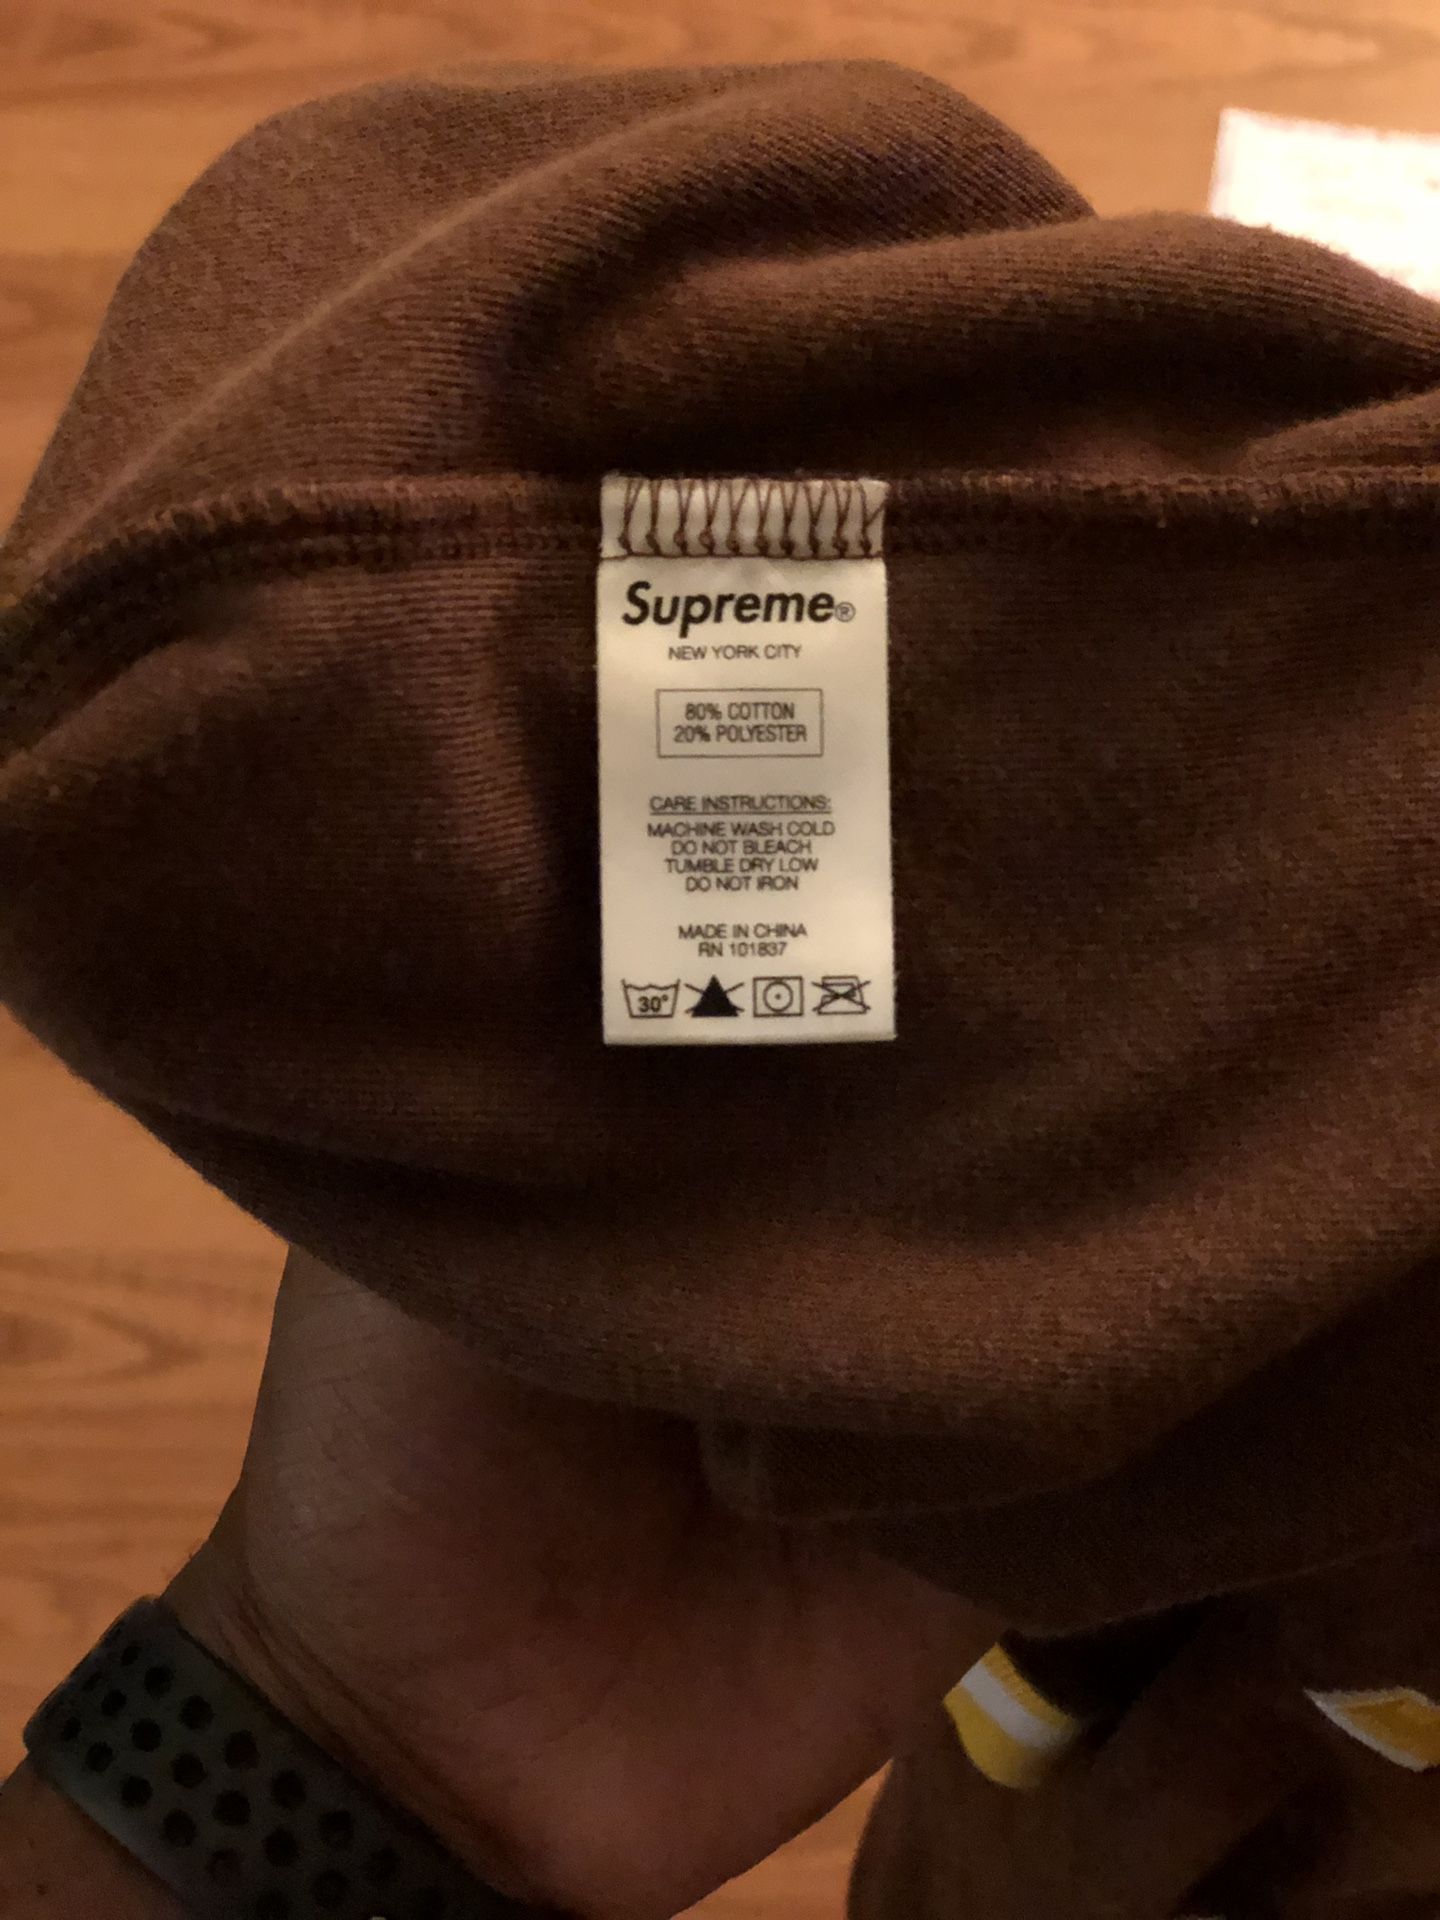 Supreme®
NEW YORK CITY
80% COTTON
20% POLYESTER
CARE INSTRUCTIONS:
MACHINE WASH COLD
DO NOT BLEACH
TUMBLE DRY LOW
DO NOT IRON
MADE IN CHINA
RN 101837
30°